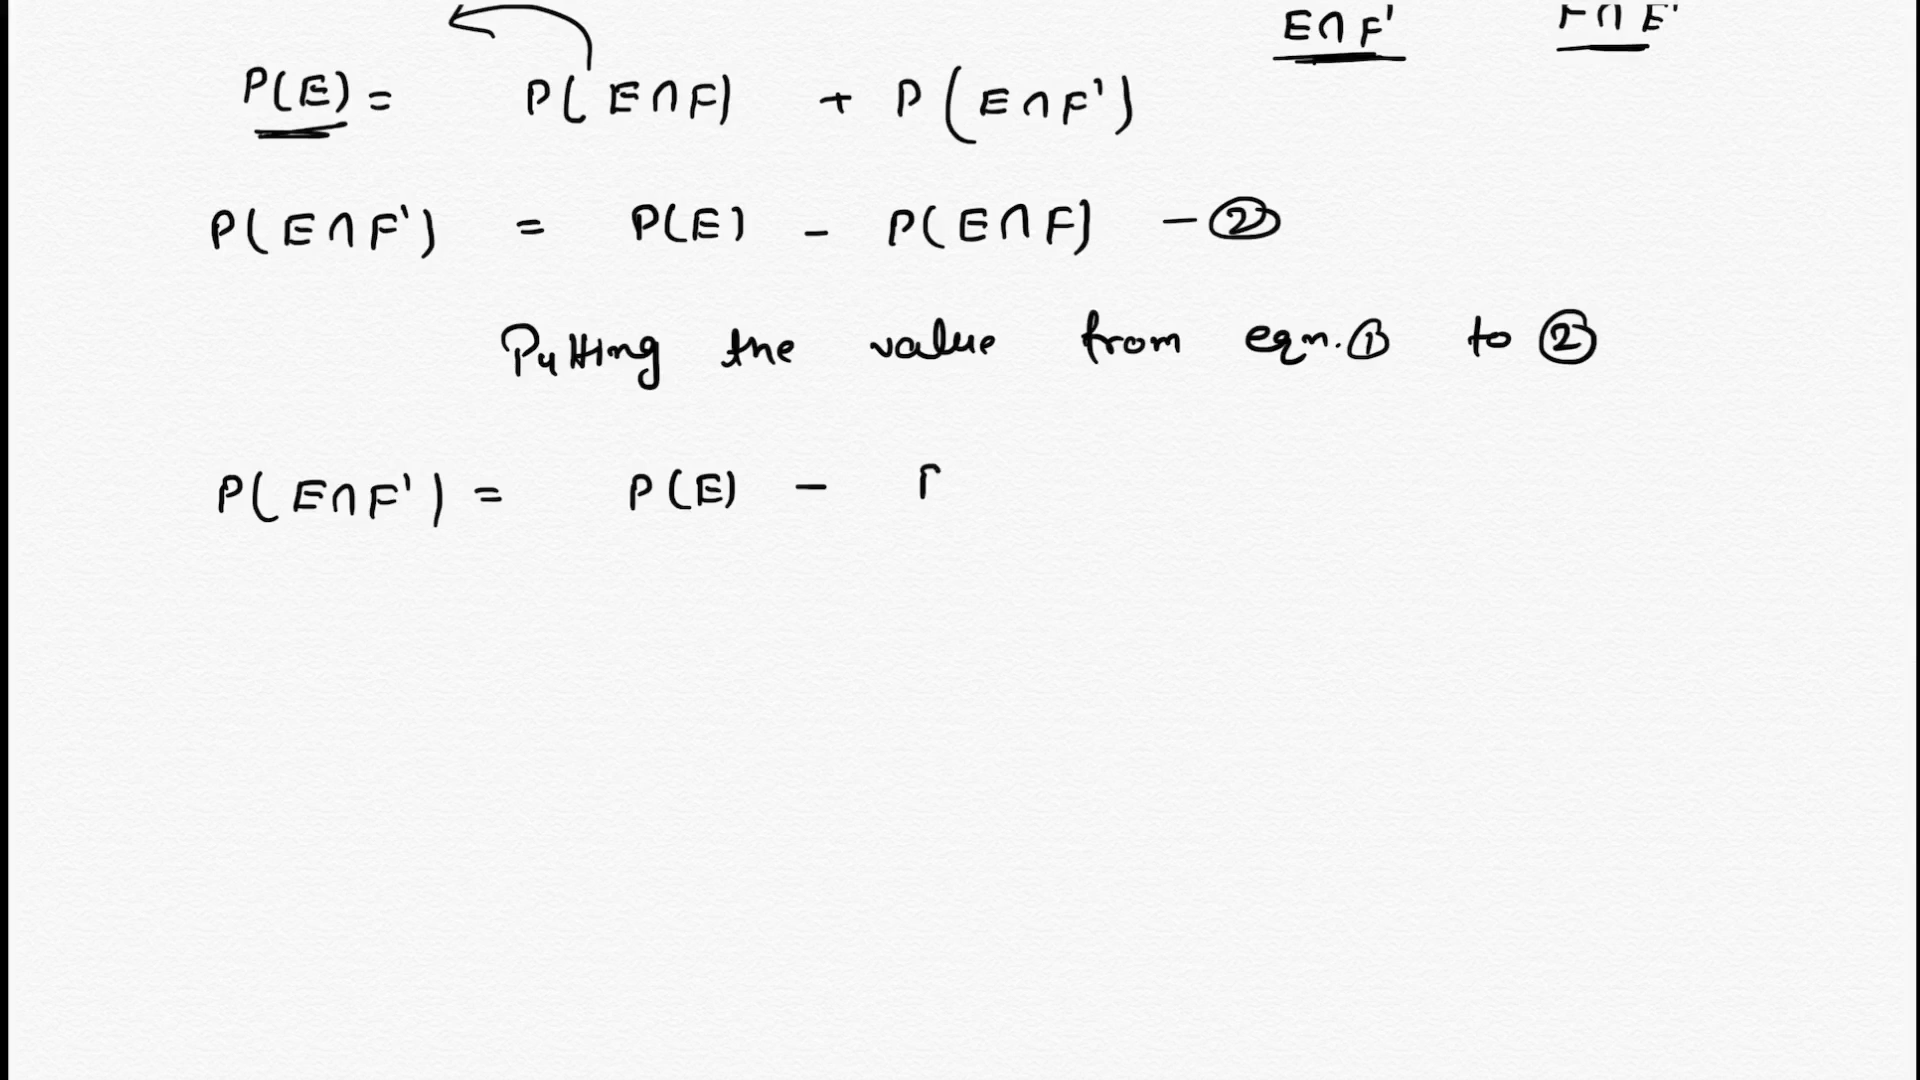 E∩F' F∩E'
P(E) = P(E∩F) + P(E∩F')
P(E∩F') = P(E) - P(E∩F) - ②
Putting the value from eqn. ① to ②
P(E∩F') = P(E) -